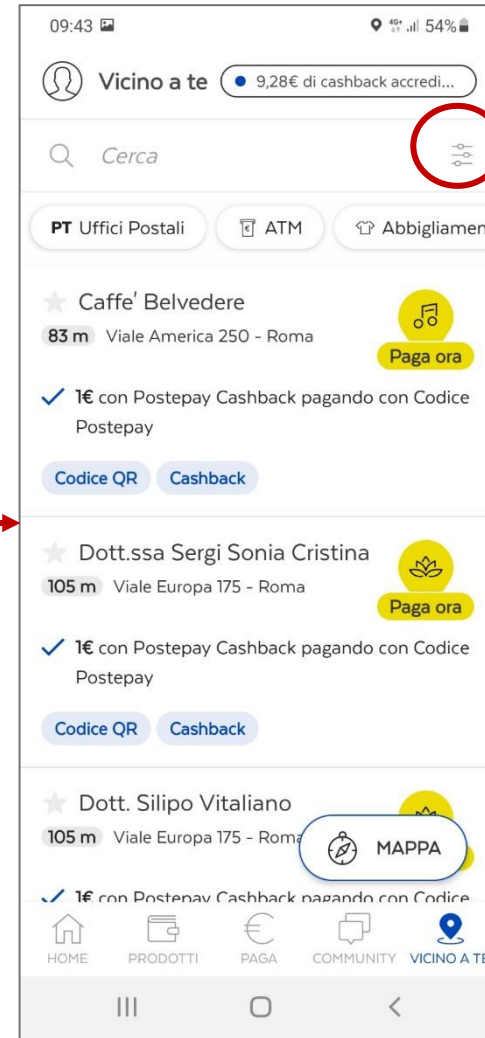 09:43 4G+ 54%
Vicino a te 9,28€ di cashback accredi...
Cerca
PT Uffici Postali ATM Abbigliamen
Caffe' Belvedere
83 m Viale America 250 - Roma
Paga ora
1€ con Postepay Cashback pagando con Codice
Postepay
Codice QR Cashback
Dott.ssa Sergi Sonia Cristina
105 m Viale Europa 175 - Roma
Paga ora
1€ con Postepay Cashback pagando con Codice
Postepay
Codice QR Cashback
Dott. Silipo Vitaliano
105 m Viale Europa 175 - Roma
MAPPA
1€ con Postepay Cashback pagando con Codice
HOME PRODOTTI PAGA COMMUNITY VICINO A TE